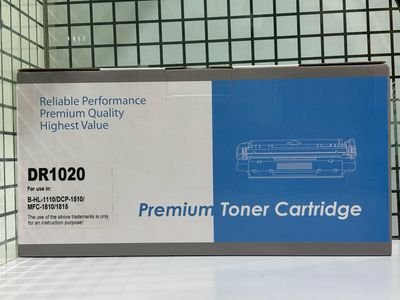 Reliable Performance
Premium Quality
Highest Value
DR1020
For use in:
B-HL-1110/DCP-1510/
MFC-1810/1815
The use of the above trademarks is only
for an instruction purpose!
Premium Toner Cartridge